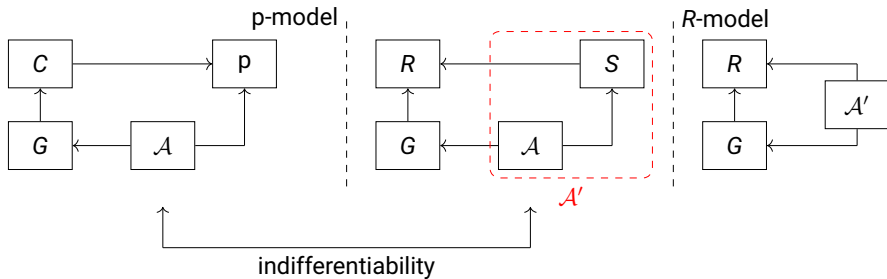 p-model
R-model
C
p
R
S
R
G
𝒜
G
𝒜
𝒜′
G
𝒜′
indifferentiability